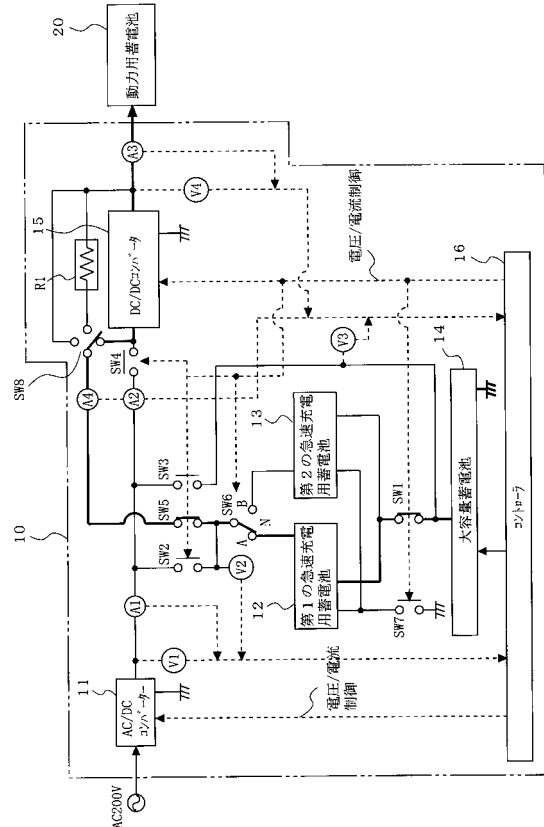 10
11
AC/DC
コンバーター
AC200V
V1
A1
SW2
SW5
SW3
A4
A2
SW8
SW4
R1
15
DC/DCコンバータ
V4
A3
20
動力用蓄電池
V2
SW6
A
B
N
12
第1の急速充電
用蓄電池
13
第2の急速充電
用蓄電池
V3
SW7
SW1
14
大容量蓄電池
16
コントローラ
電圧/電流
制御
電圧/電流制御